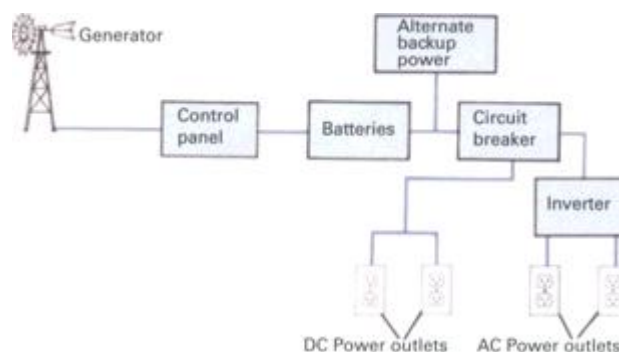 Generator
Alternate
backup
power
Control
panel
Batteries
Circuit
breaker
Inverter
DC Power outlets
AC Power outlets